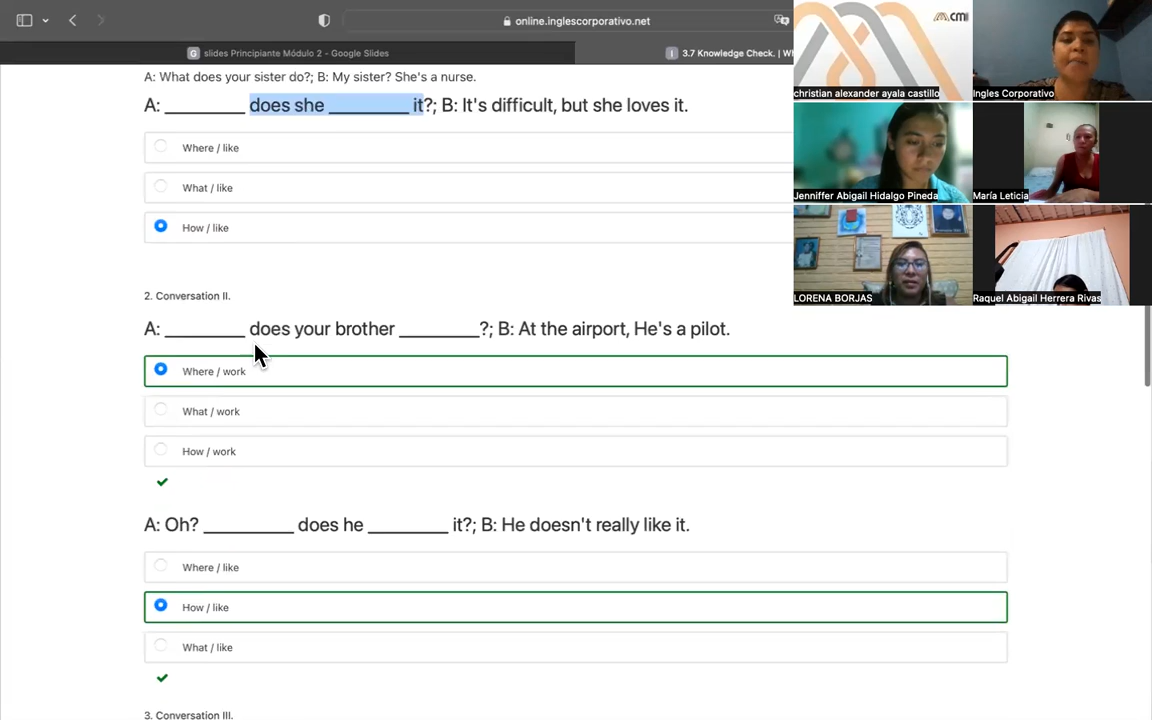 online.inglescorporativo.net
slides Principiante Módulo 2 - Google Slides
3.7 Knowledge Check. | Wh
A: What does your sister do?; B: My sister? She's a nurse.
A: _________ does she _________ it?; B: It's difficult, but she loves it.
Where / like
What / like
How / like
2. Conversation II.
A: _________ does your brother _________?; B: At the airport, He's a pilot.
Where / work
What / work
How / work
A: Oh? __________ does he _________ it?; B: He doesn't really like it.
Where / like
How / like
What / like
3. Conversation III.
cmi
christian alexander ayala castillo
Ingles Corporativo
Jenniffer Abigail Hidalgo Pineda
María Leticia
LORENA BORJAS
Raquel Abigail Herrera Rivas